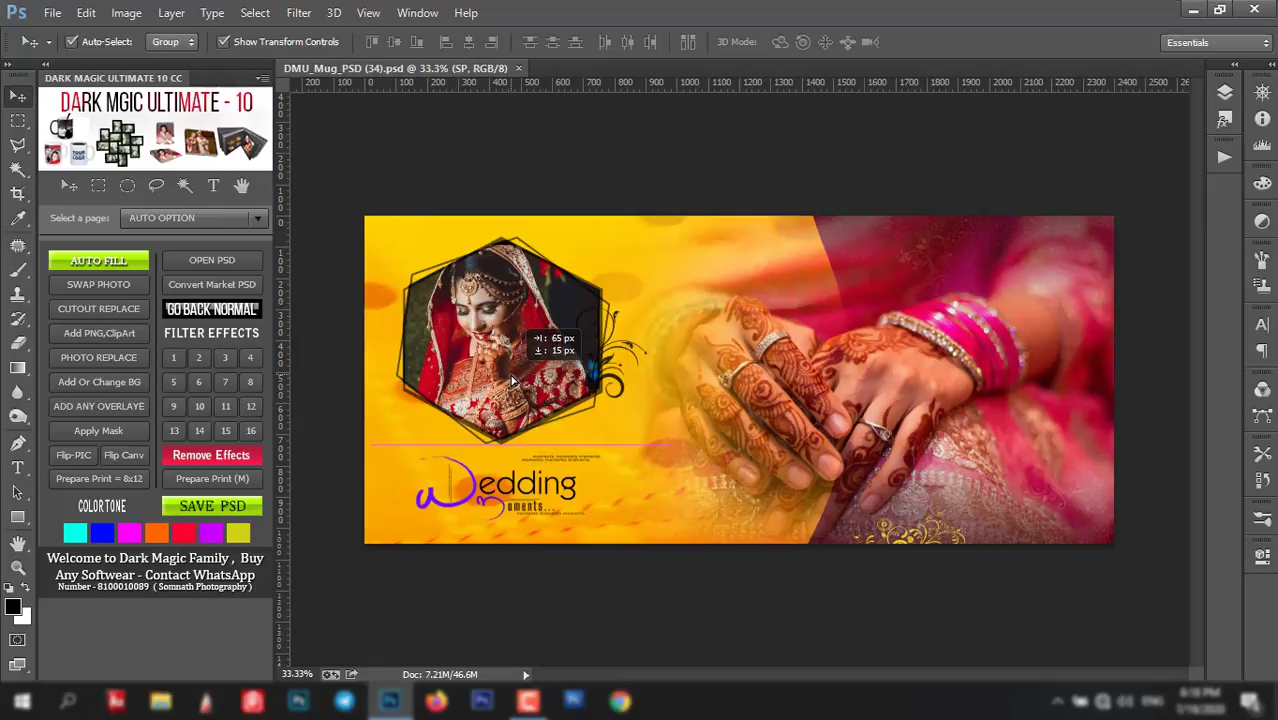 Ps File Edit Image Layer Type Select Filter 3D View Window Help
Auto-Select: Group Show Transform Controls 3D Mode: Essentials
DARK MAGIC ULTIMATE 10 CC
DMU_Mug_PSD (34).psd @ 33.3% (SP, RGB/8) ×
DARK MGIC ULTIMATE - 10
Select a page: AUTO OPTION
AUTO FILL OPEN PSD
SWAP PHOTO Convert Market PSD
CUTOUT REPLACE GO BACK NORMAL
Add PNG,ClipArt FILTER EFFECTS
PHOTO REPLACE 1 2 3 4
Add Or Change BG 5 6 7 8
ADD ANY OVERLAYE 9 10 11 12
Apply Mask 13 14 15 16
Flip-PIC Flip Canv Remove Effects
Prepare Print = 8x12 Prepare Print (M)
COLORTONE SAVE PSD
Welcome to Dark Magic Family , Buy
Any Softwear - Contact WhatsApp
Number - 8100010089 ( Somnath Photography )
65 px
15 px
Wedding
moments...
33.33% Doc: 7.21M/46.6M
ENG
6:10 PM